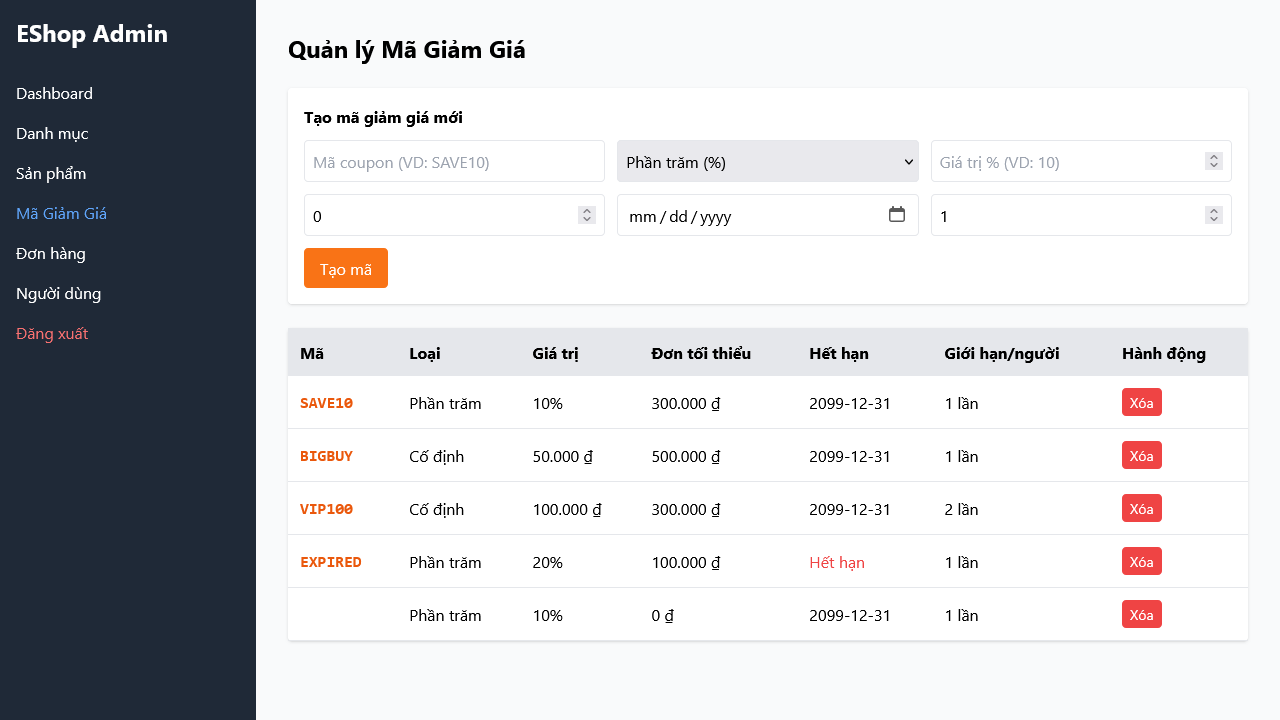 EShop Admin
Dashboard
Danh mục
Sản phẩm
Mã Giảm Giá
Đơn hàng
Người dùng
Đăng xuất
Quản lý Mã Giảm Giá
Tạo mã giảm giá mới
Mã coupon (VD: SAVE10)
Phần trăm (%)
Giá trị % (VD: 10)
0
mm/dd/yyyy
1
Tạo mã
Mã Loại Giá trị Đơn tối thiểu Hết hạn Giới hạn/người Hành động
SAVE10 Phần trăm 10% 300.000 ₫ 2099-12-31 1 lần Xóa
BIGBUY Cố định 50.000 ₫ 500.000 ₫ 2099-12-31 1 lần Xóa
VIP100 Cố định 100.000 ₫ 300.000 ₫ 2099-12-31 2 lần Xóa
EXPIRED Phần trăm 20% 100.000 ₫ Hết hạn 1 lần Xóa
Phần trăm 10% 0 ₫ 2099-12-31 1 lần Xóa